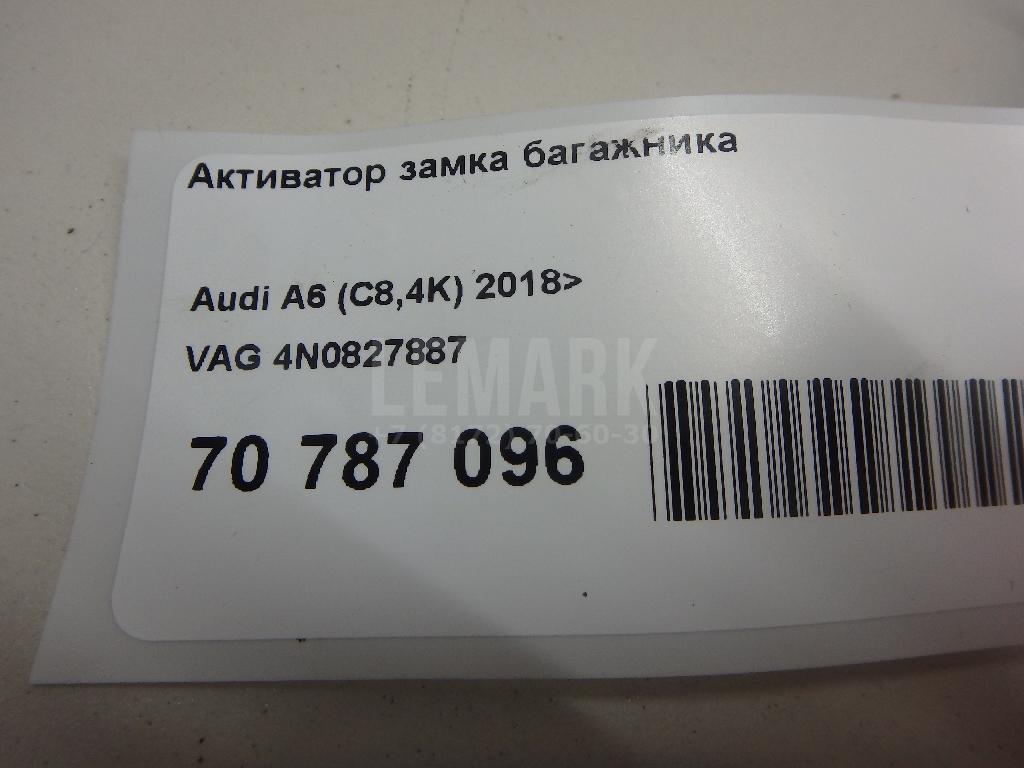 Активатор замка багажника
Audi A6 (C8,4K) 2018>
VAG 4N0827887
LEMARK
70 787 096